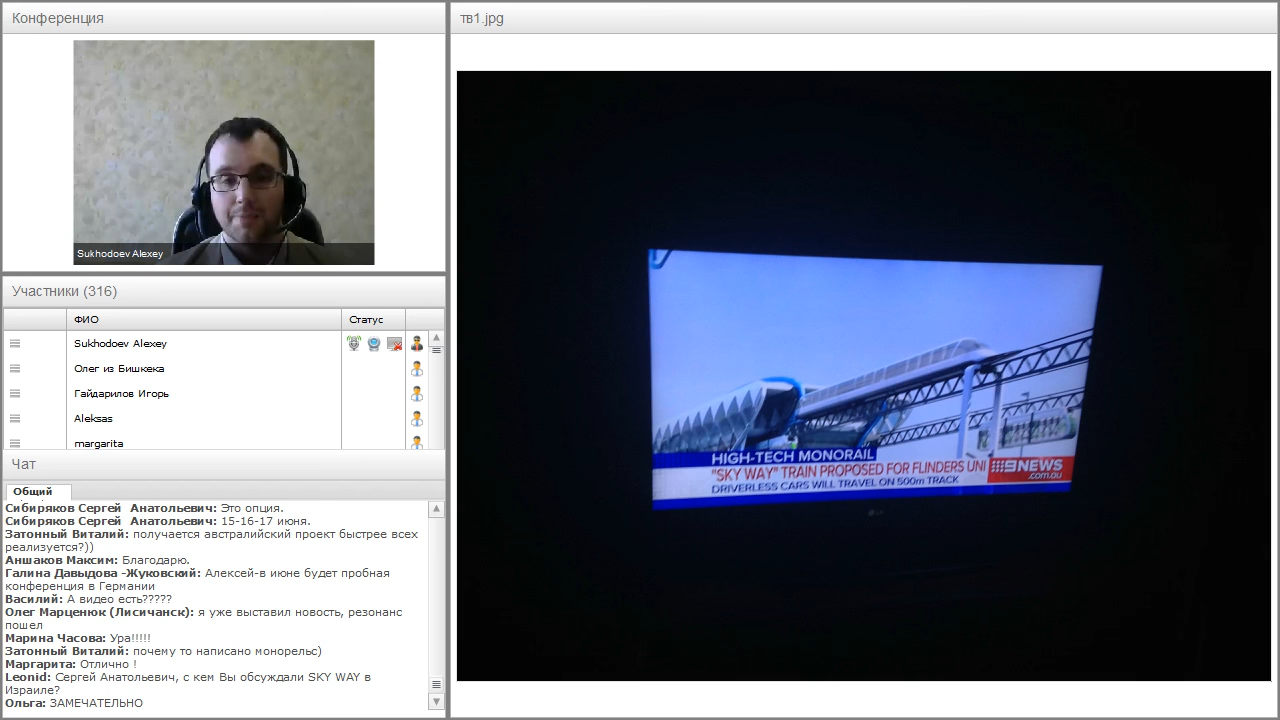 Конференция
Sukhodoev Alexey
Участники (316)
ФИО
Статус
Sukhodoev Alexey
Олег из Бишкека
Гайдарилов Игорь
Aleksas
margarita
Чат
Общий
Сибиряков Сергей Анатольевич: Это опция.
Сибиряков Сергей Анатольевич: 15-16-17 июня.
Затонный Виталий: получается австралийский проект быстрее всех
реализуется?))
Аншаков Максим: Благодарю.
Галина Давыдова -Жуковский: Алексей-в июне будет пробная
конференция в Германии
Василий: А видео есть?????
Олег Марценюк (Лисичанск): я уже выставил новость, резонанс
пошел
Марина Часова: Ура!!!!!
Затонный Виталий: почему то написано монорельс)
Маргарита: Отлично !
Leonid: Сергей Анатольевич, с кем Вы обсуждали SKY WAY в
Израиле?
Ольга: ЗАМЕЧАТЕЛЬНО
тв1.jpg
HIGH-TECH MONORAIL
"SKY WAY" TRAIN PROPOSED FOR FLINDERS UNI
DRIVERLESS CARS WILL TRAVEL ON 500m TRACK
9NEWS
.com.au
LG